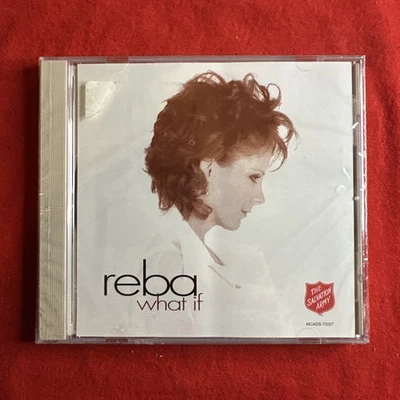 reba
what if
THE
SALVATION
ARMY